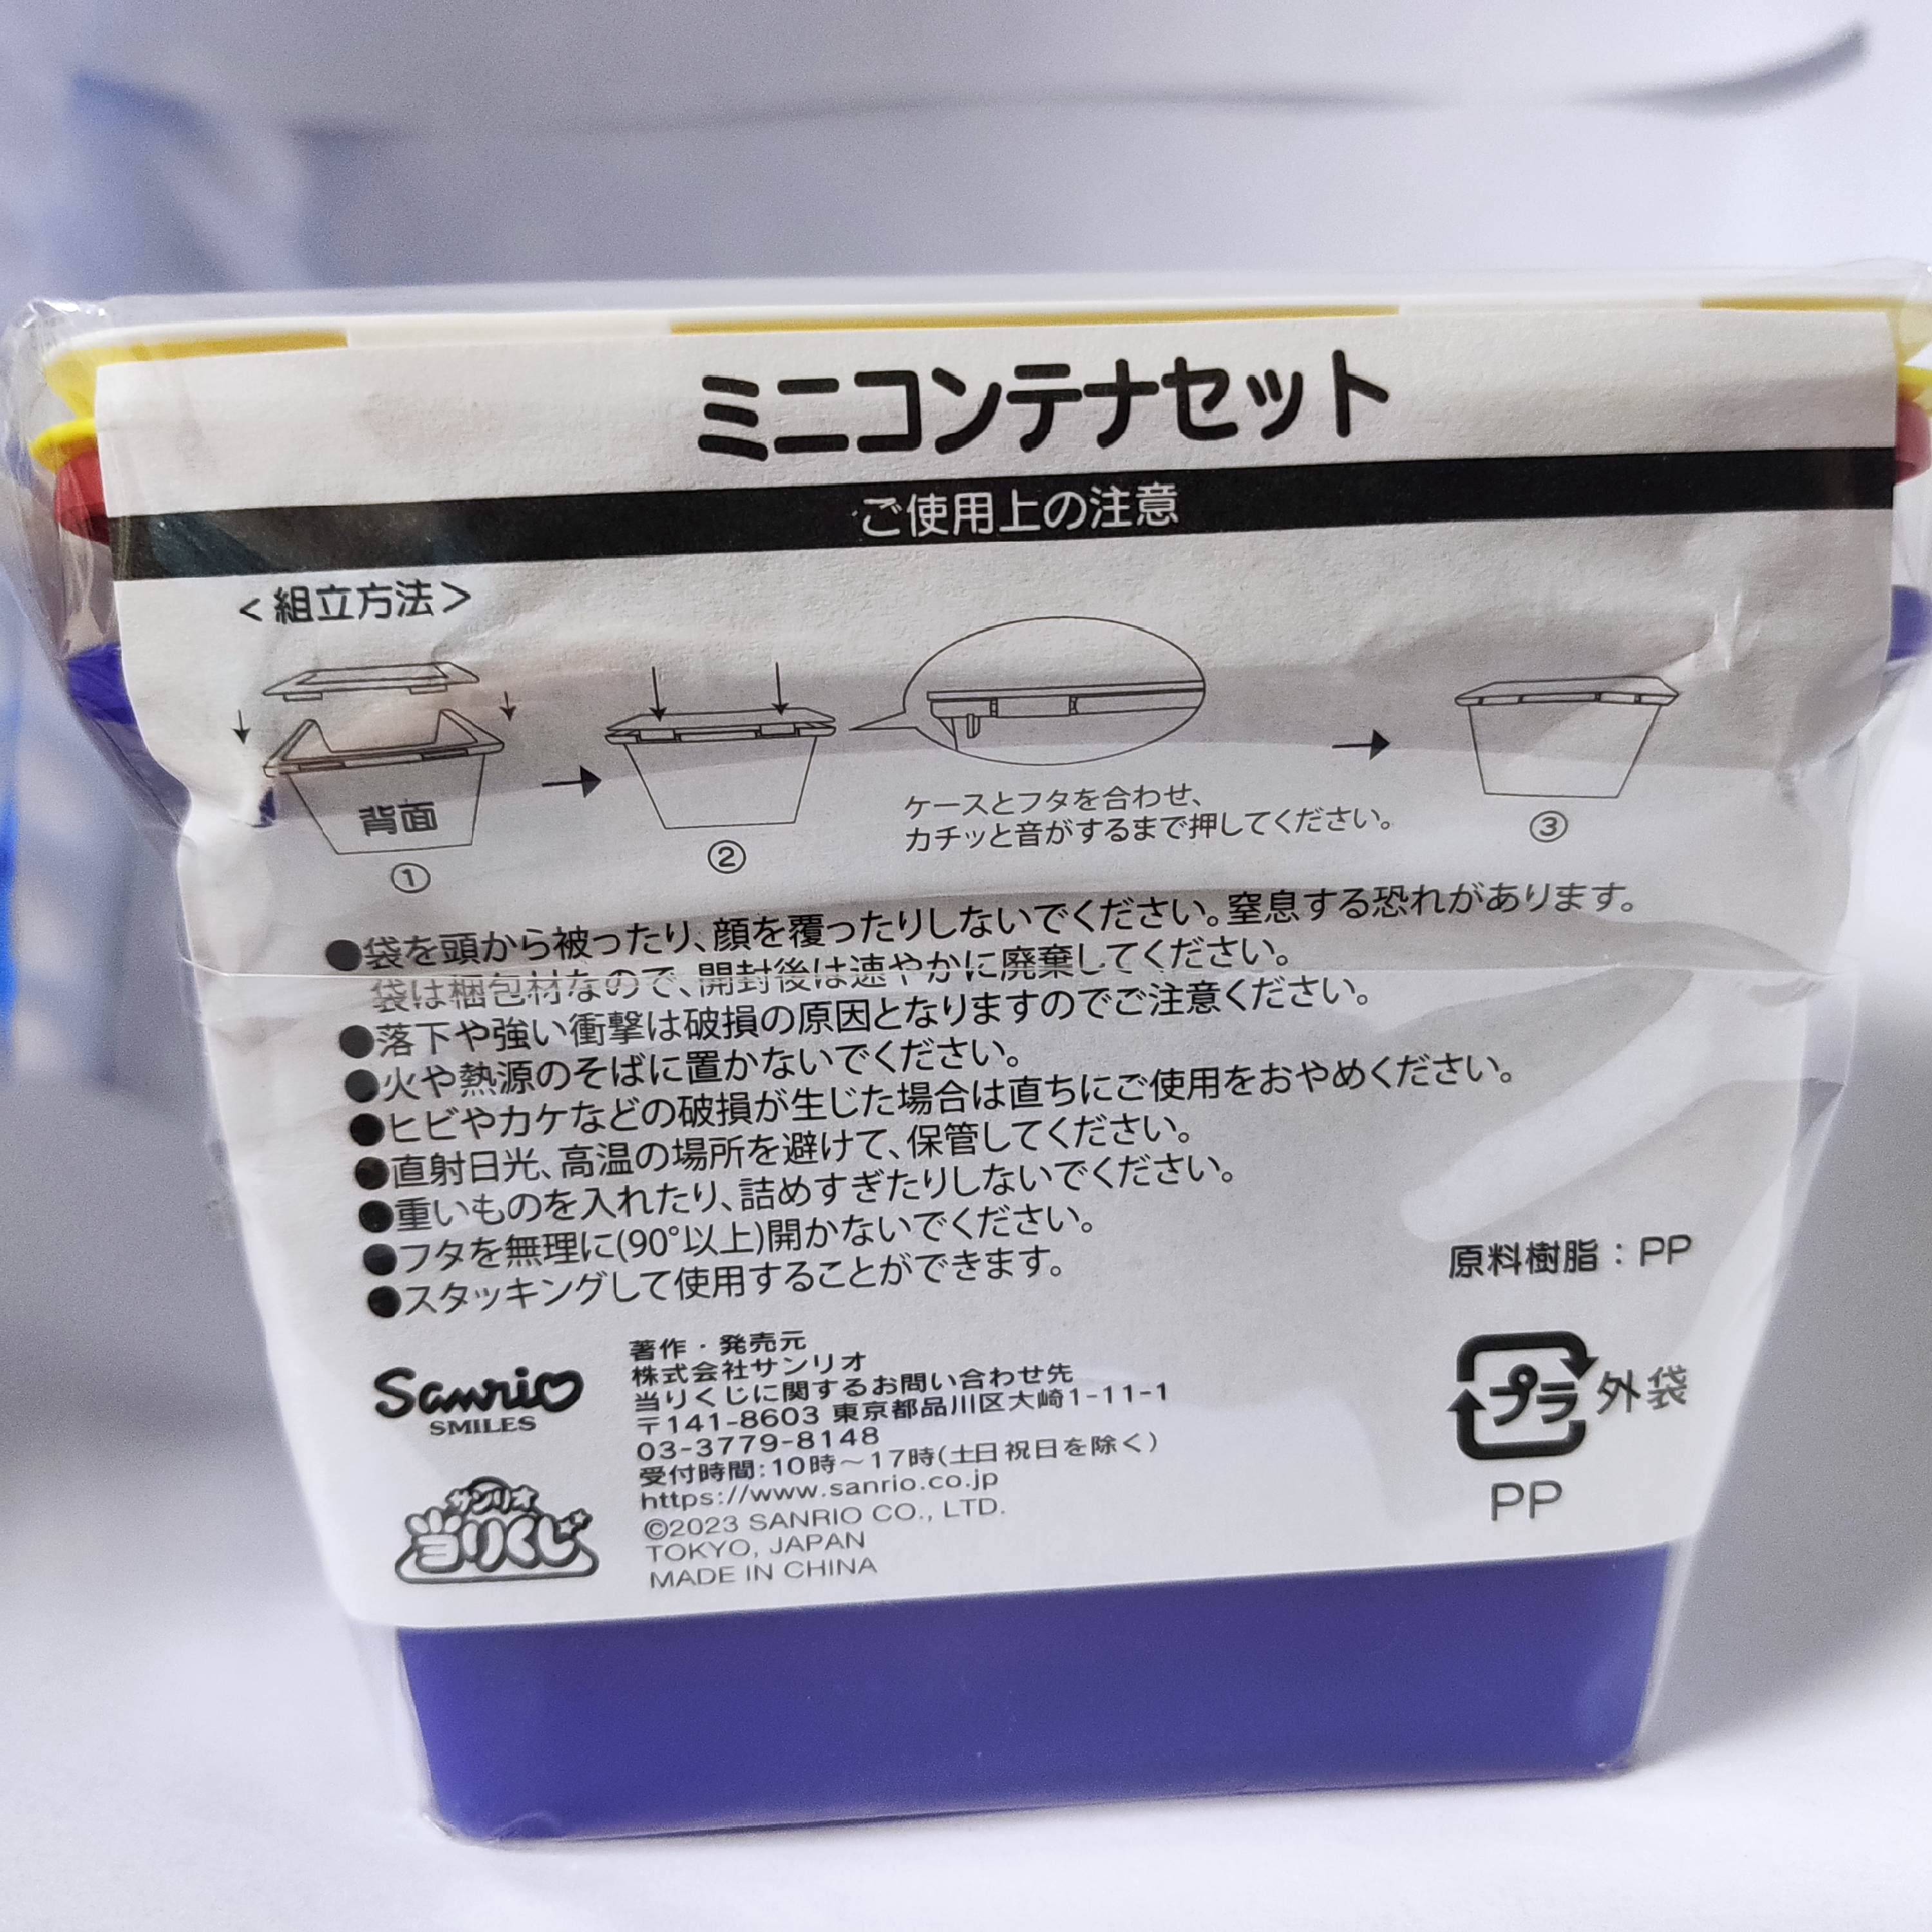 ミニコンテナセット
ご使用上の注意
<組立方法>
背面
①
②
ケースとフタを合わせ、
カチッと音がするまで押してください。
③
●袋を頭から被ったり、顔を覆ったりしないでください。窒息する恐れがあります。
袋は梱包材なので、開封後は速やかに廃棄してください。
●落下や強い衝撃は破損の原因となりますのでご注意ください。
●火や熱源のそばに置かないでください。
●ヒビやカケなどの破損が生じた場合は直ちにご使用をおやめください。
●直射日光、高温の場所を避けて、保管してください。
●重いものを入れたり、詰めすぎたりしないでください。
●フタを無理に(90°以上)開かないでください。
●スタッキングして使用することができます。
原料樹脂：PP
プラ 外袋
PP
Sanrio
SMILES
サンリオ
当りくじ
著作・発売元
株式会社サンリオ
当りくじに関するお問い合わせ先
〒141-8603 東京都品川区大崎1-11-1
03-3779-8148
受付時間:10時〜17時(土日祝日を除く)
https://www.sanrio.co.jp
©2023 SANRIO CO., LTD.
TOKYO, JAPAN
MADE IN CHINA